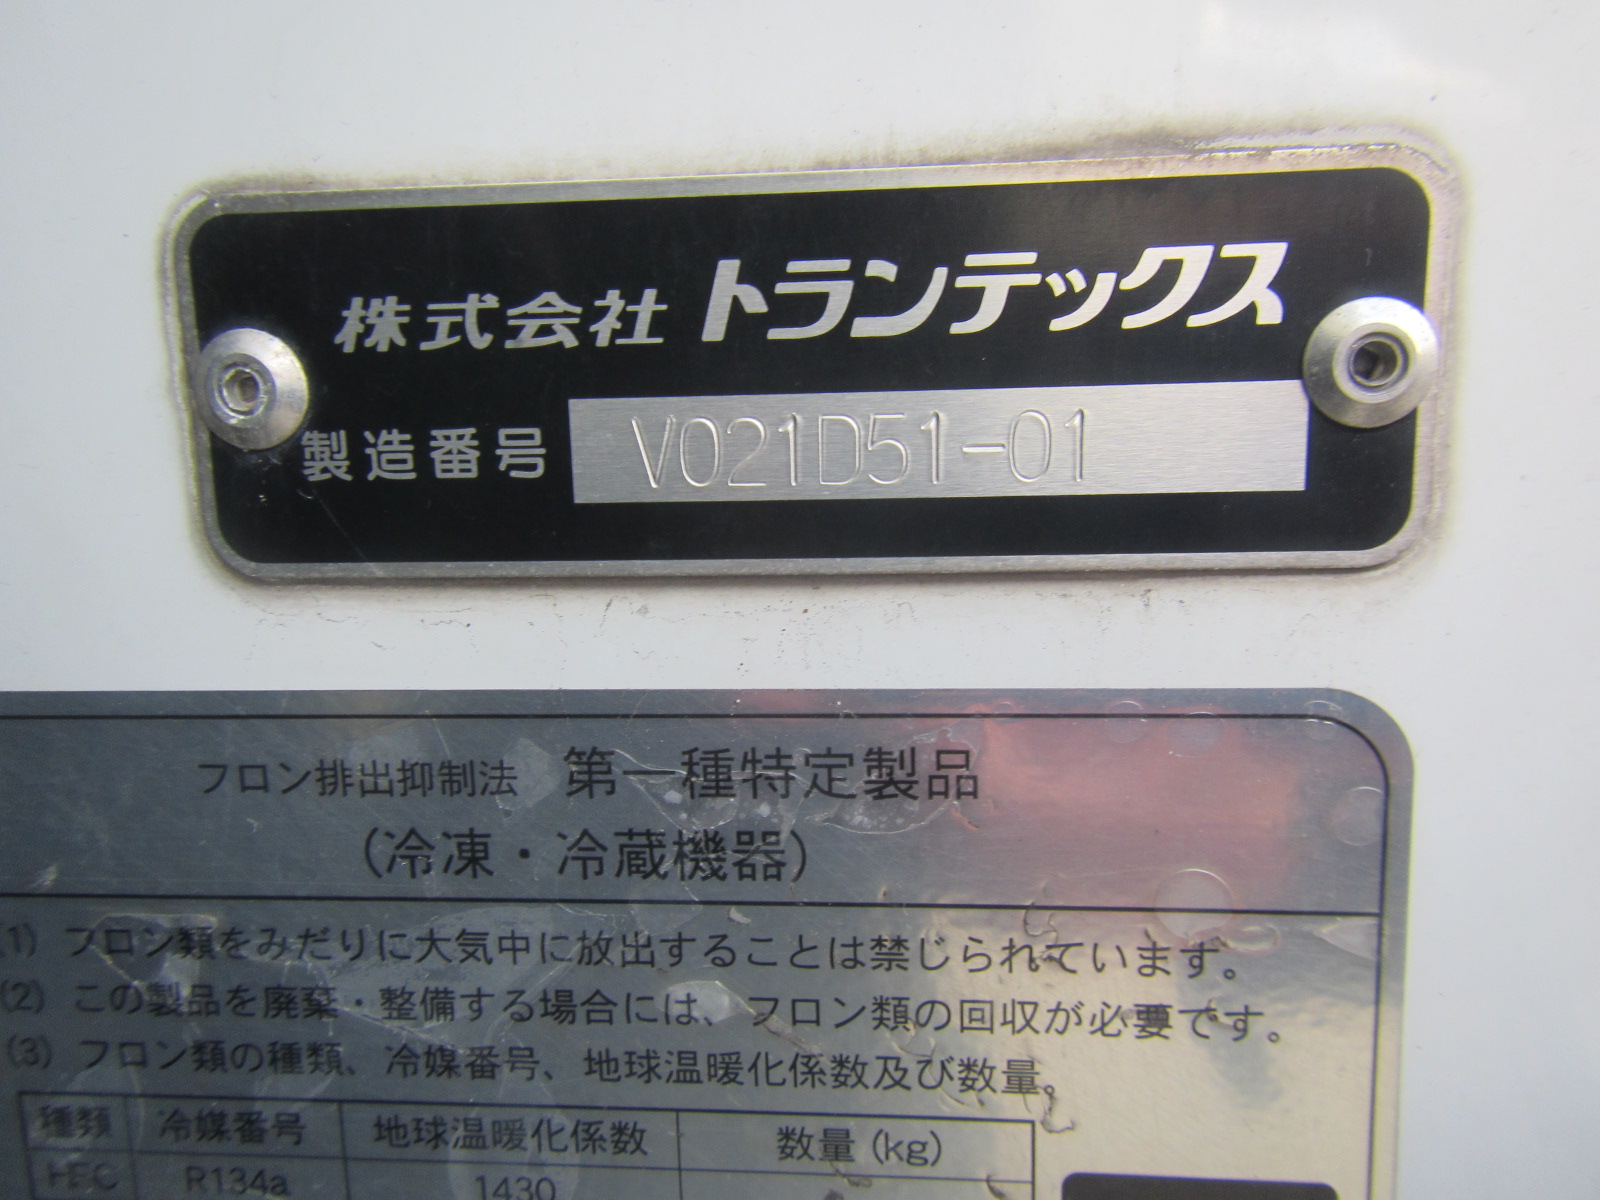 株式会社 トランテックス
製造番号 V021D51-01
フロン排出抑制法 第一種特定製品
(冷凍・冷蔵機器)
(1) フロン類をみだりに大気中に放出することは禁じられています。
(2) この製品を廃棄・整備する場合には、フロン類の回収が必要です。
(3) フロン類の種類、冷媒番号、地球温暖化係数及び数量。
種類 冷媒番号 地球温暖化係数 数量(kg)
HFC R134a 1430